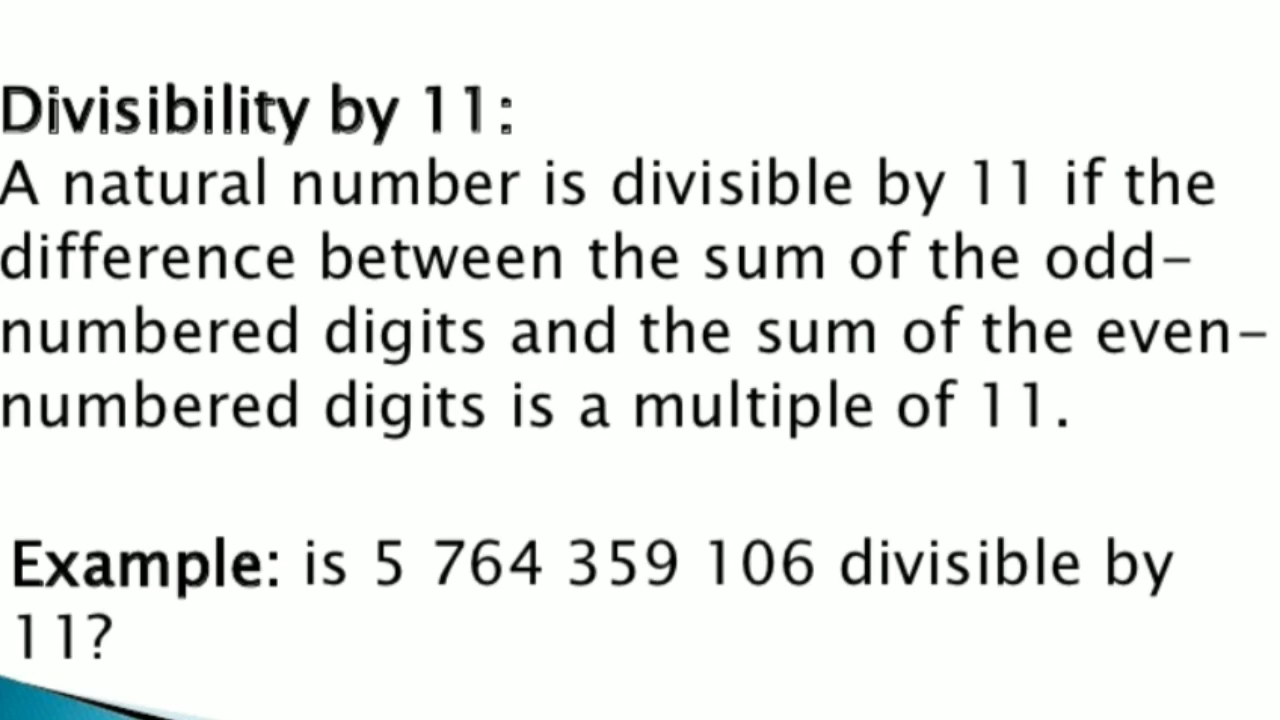 Divisibility by 11:
A natural number is divisible by 11 if the
difference between the sum of the odd-
numbered digits and the sum of the even-
numbered digits is a multiple of 11.
Example: is 5 764 359 106 divisible by
11?